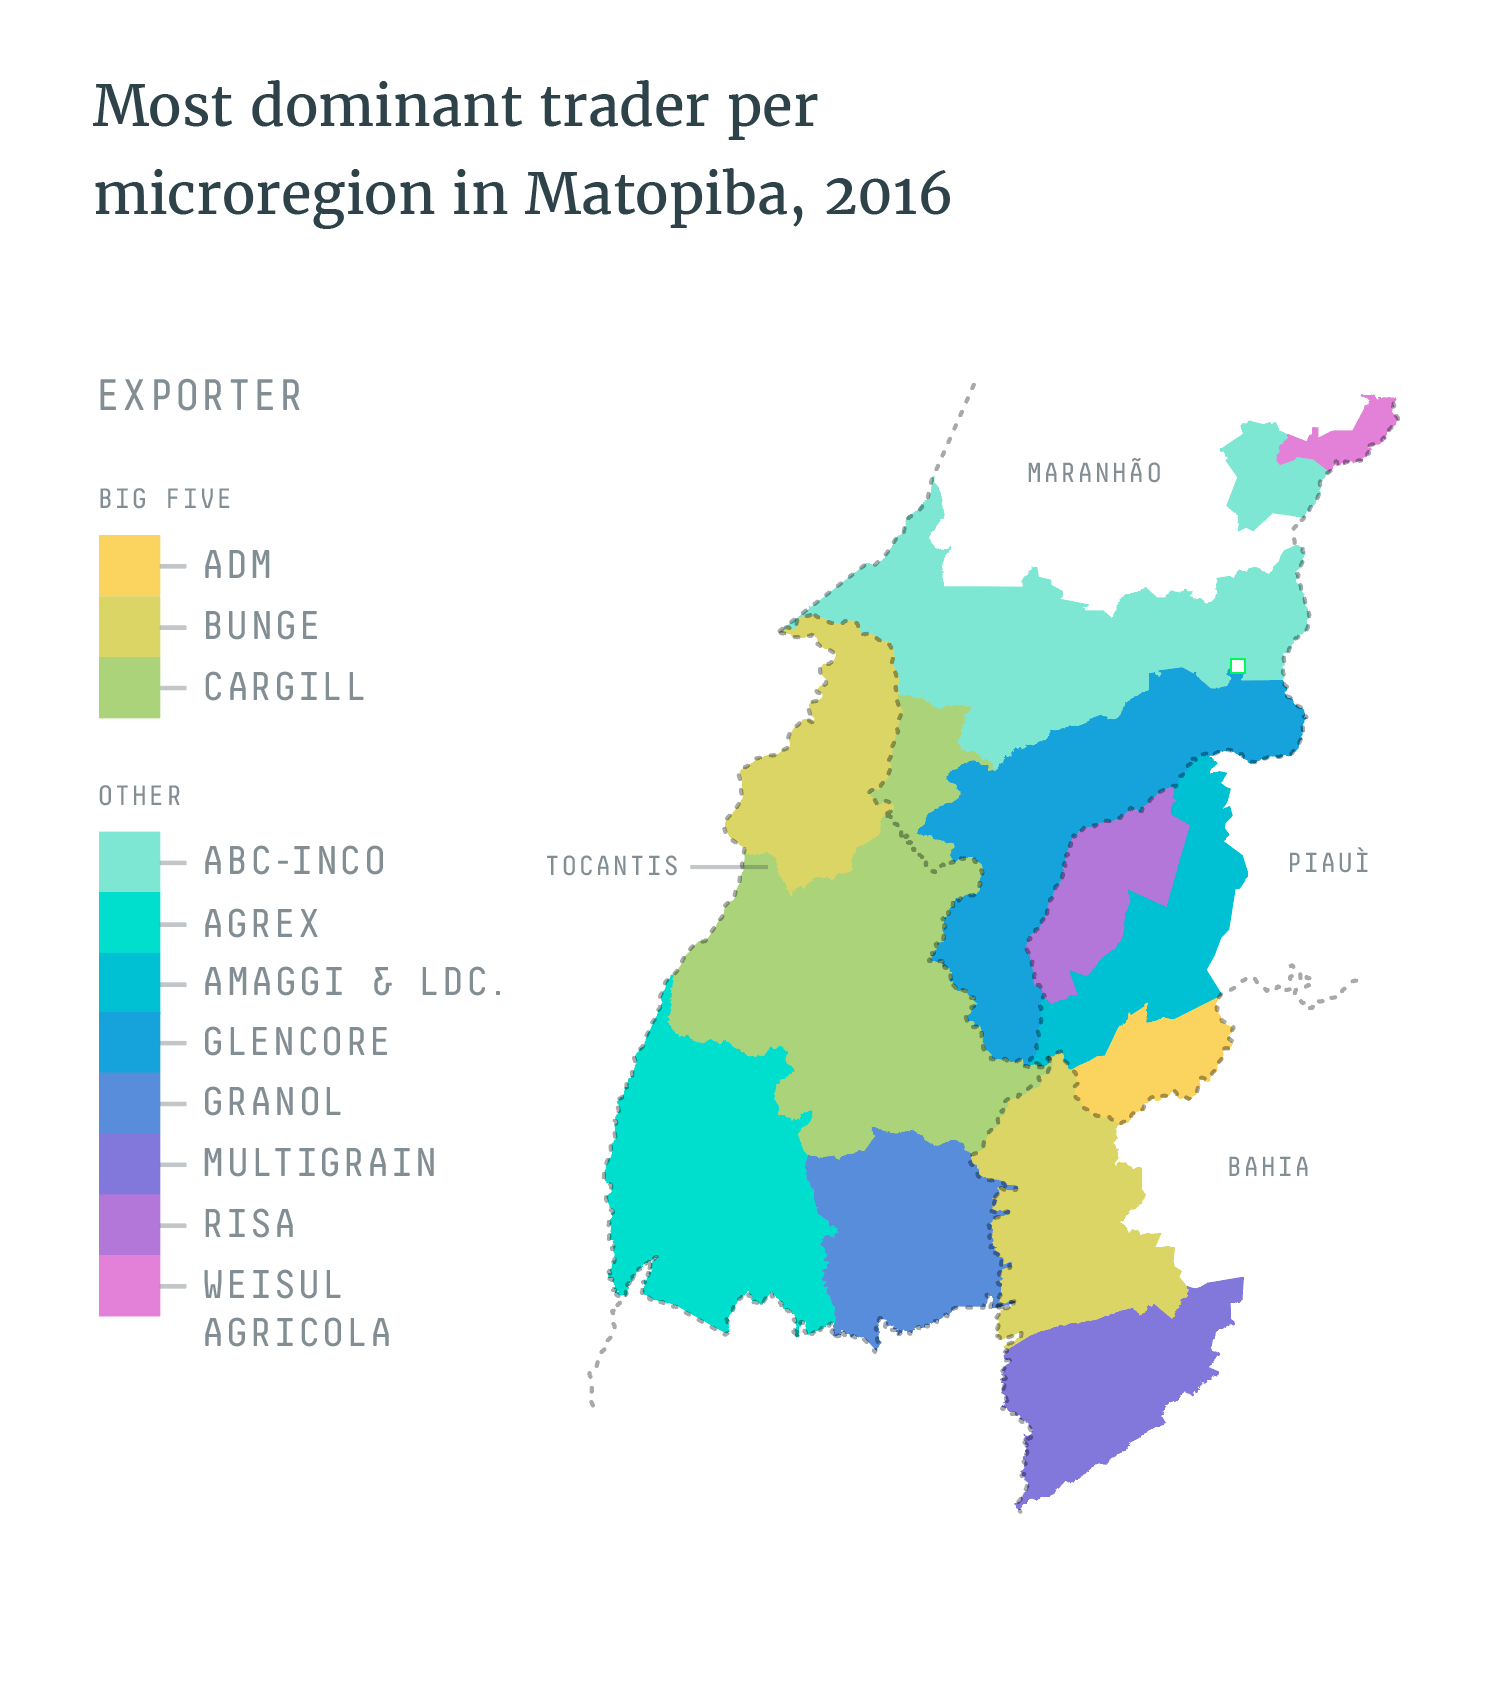 Most dominant trader per
microregion in Matopiba, 2016
EXPORTER
BIG FIVE
ADM
BUNGE
CARGILL
OTHER
ABC-INCO
AGREX
AMAGGI & LDC.
GLENCORE
GRANOL
MULTIGRAIN
RISA
WEISUL
AGRICOLA
MARANHÃO
TOCANTIS
PIAUÌ
BAHIA